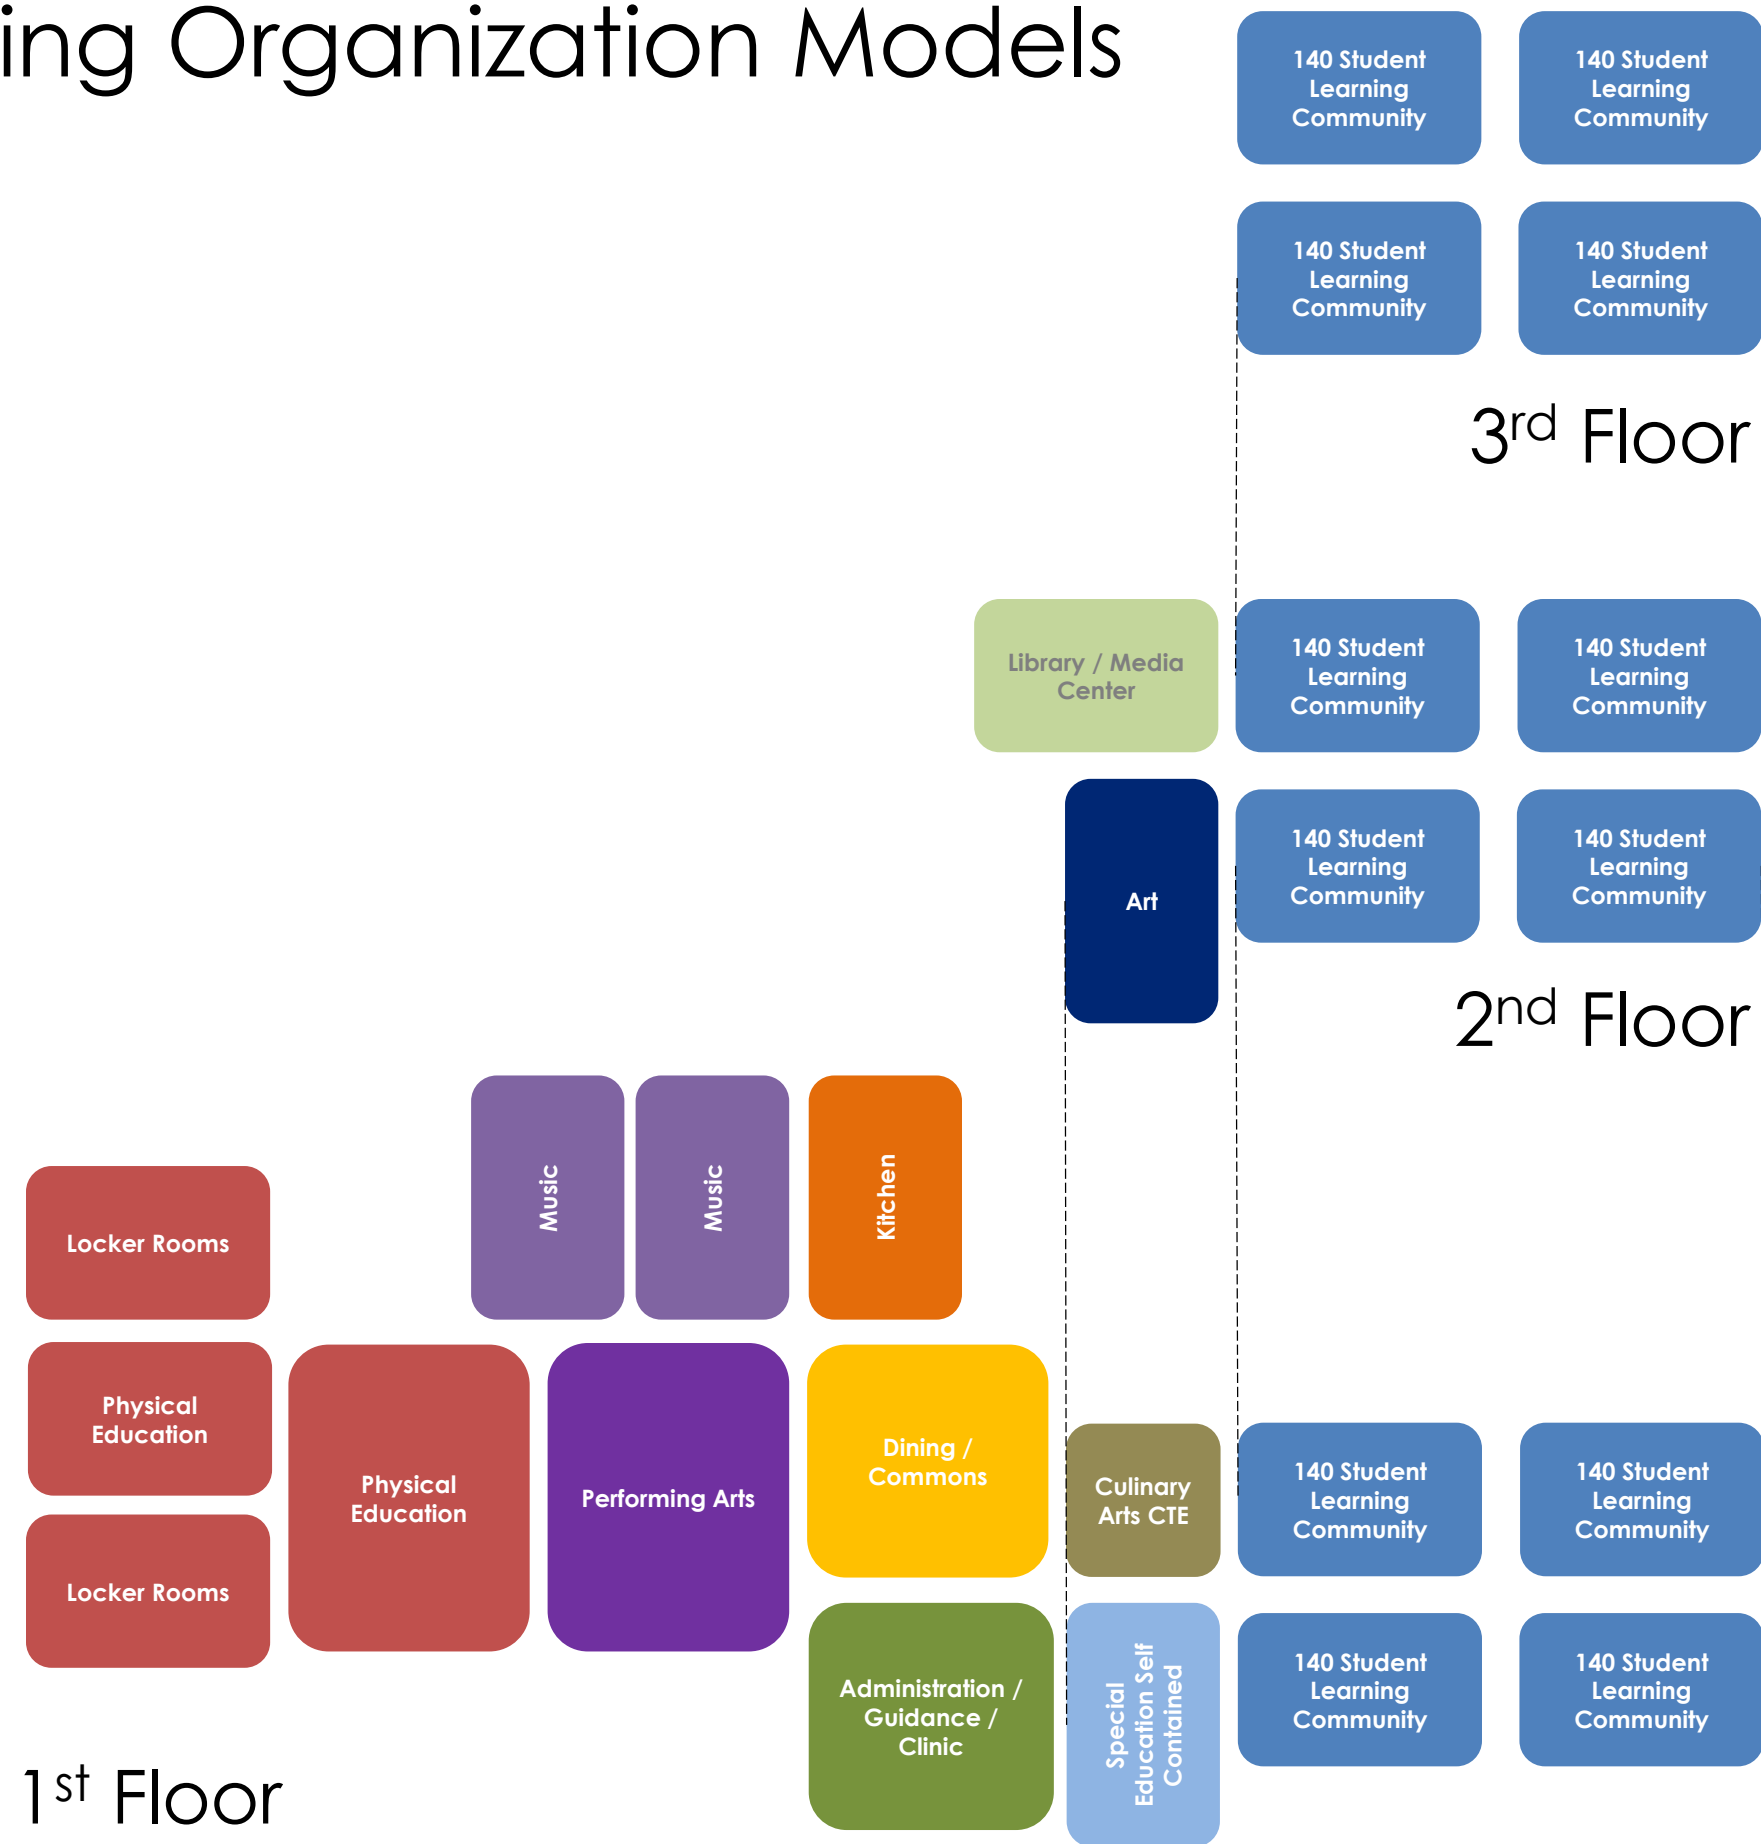 ing Organization Models
140 Student
Learning
Community
140 Student
Learning
Community
140 Student
Learning
Community
140 Student
Learning
Community
3rd Floor
Library / Media
Center
140 Student
Learning
Community
140 Student
Learning
Community
Art
140 Student
Learning
Community
140 Student
Learning
Community
2nd Floor
Music
Music
Kitchen
Locker Rooms
Physical
Education
Locker Rooms
Physical
Education
Performing Arts
Dining /
Commons
Culinary
Arts CTE
140 Student
Learning
Community
140 Student
Learning
Community
Administration /
Guidance /
Clinic
Special
Education Self
Contained
140 Student
Learning
Community
140 Student
Learning
Community
1st Floor